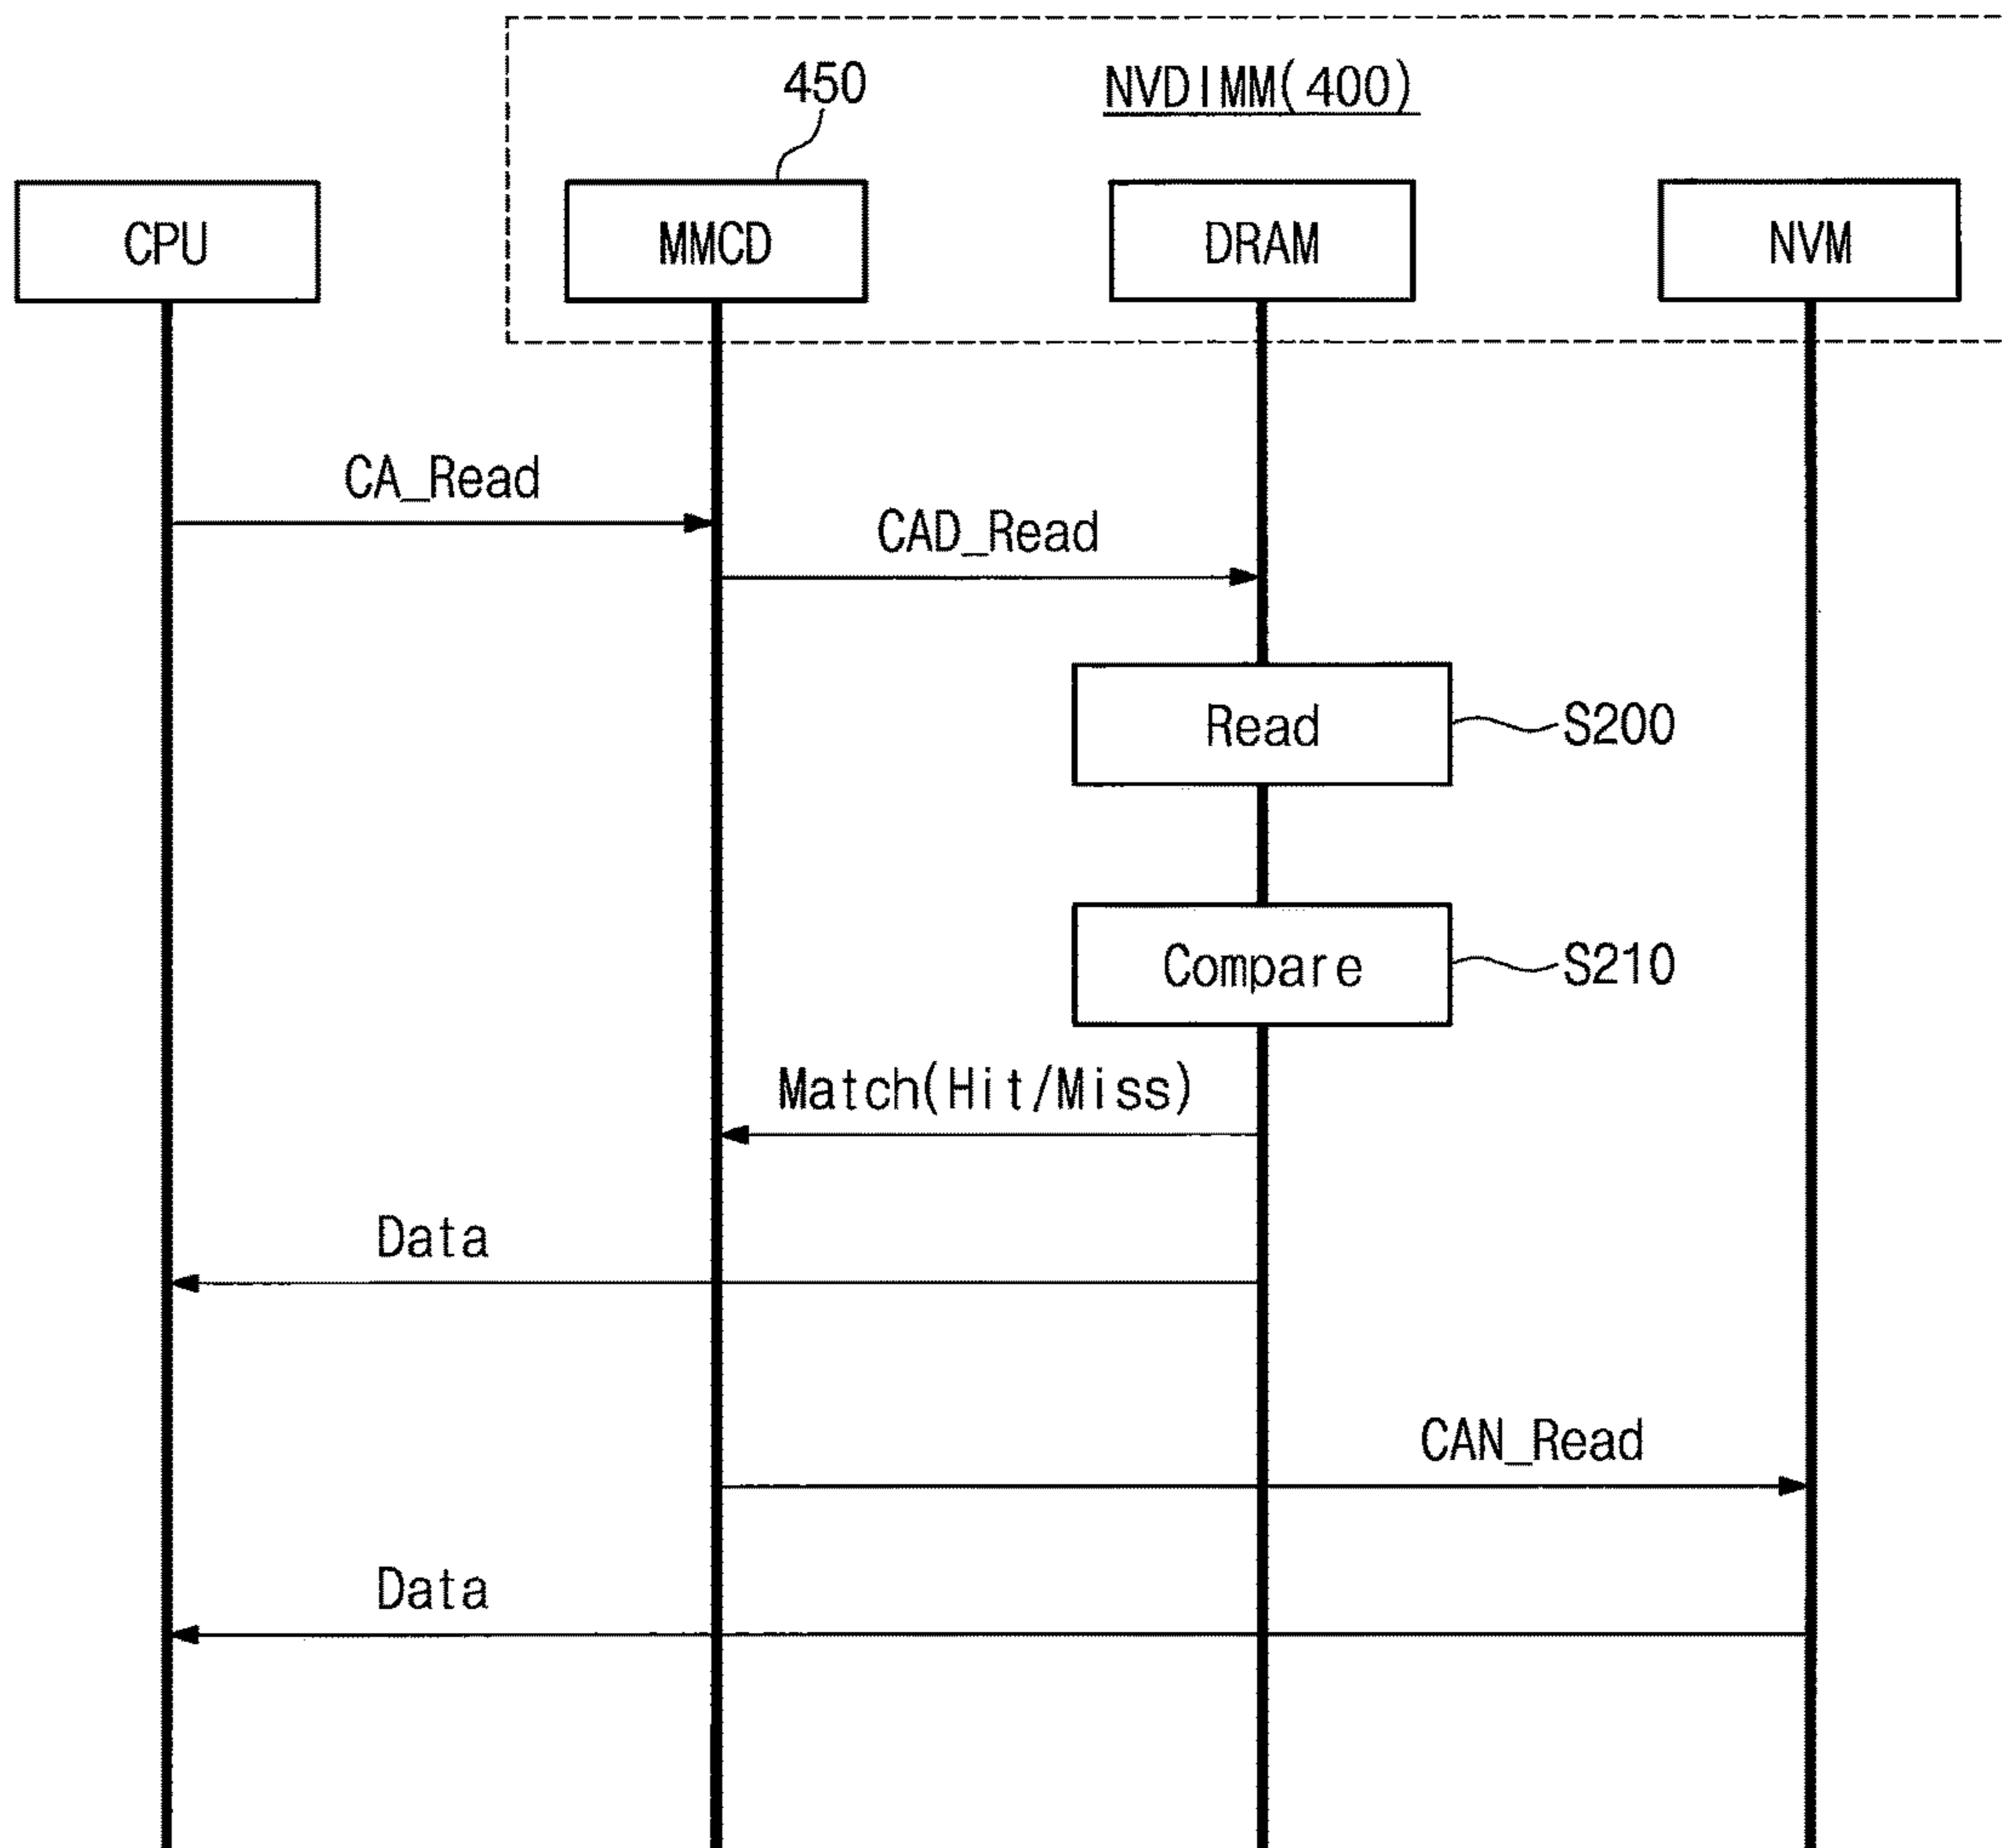 450
NVDIMM(400)
CPU
MMCD
DRAM
NVM
CA_Read
CAD_Read
Read
S200
Compare
S210
Match(Hit/Miss)
Data
CAN_Read
Data